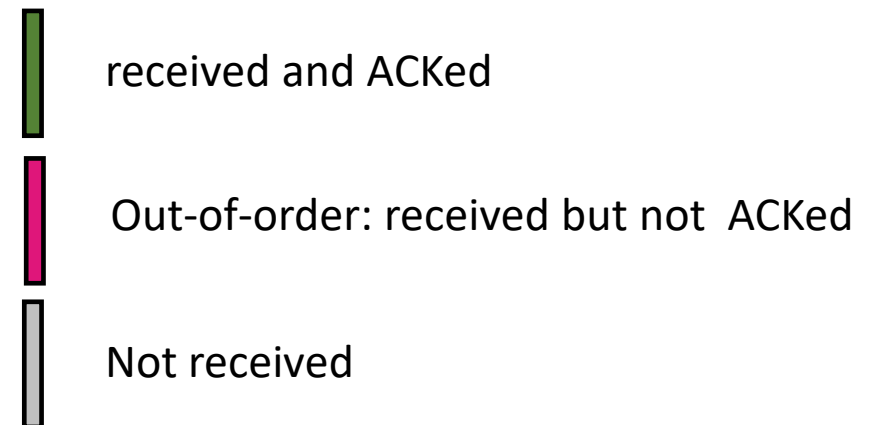 received and ACKed
Out-of-order: received but not ACKed
Not received